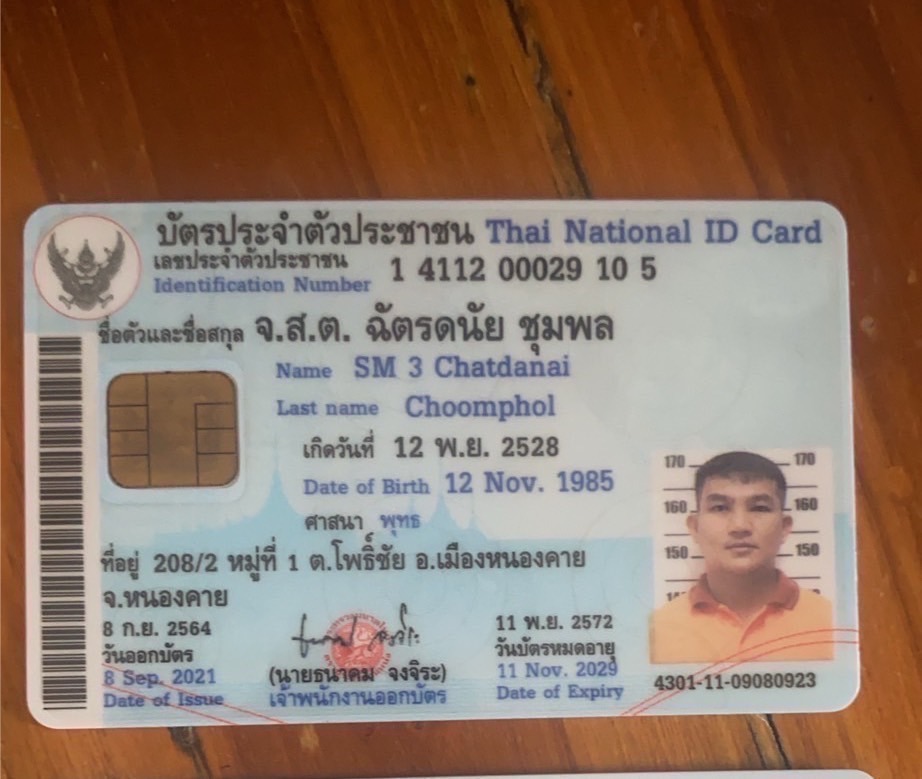 บัตรประจำตัวประชาชน Thai National ID Card
เลขประจำตัวประชาชน
Identification Number 1 4112 00029 10 5
ชื่อตัวและชื่อสกุล จ.ส.ต. ฉัตรดนัย ชุมพล
Name SM 3 Chatdanai
Last name Choomphol
เกิดวันที่ 12 พ.ย. 2528
Date of Birth 12 Nov. 1985
ศาสนา พุทธ
ที่อยู่ 208/2 หมู่ที่ 1 ต.โพธิ์ชัย อ.เมืองหนองคาย
จ.หนองคาย
8 ก.ย. 2564
วันออกบัตร
8 Sep. 2021
Date of Issue
(นายธนาคม จงจิระ)
เจ้าพนักงานออกบัตร
11 พ.ย. 2572
วันบัตรหมดอายุ
11 Nov. 2029
Date of Expiry
170 170
160 160
150 150
4301-11-09080923